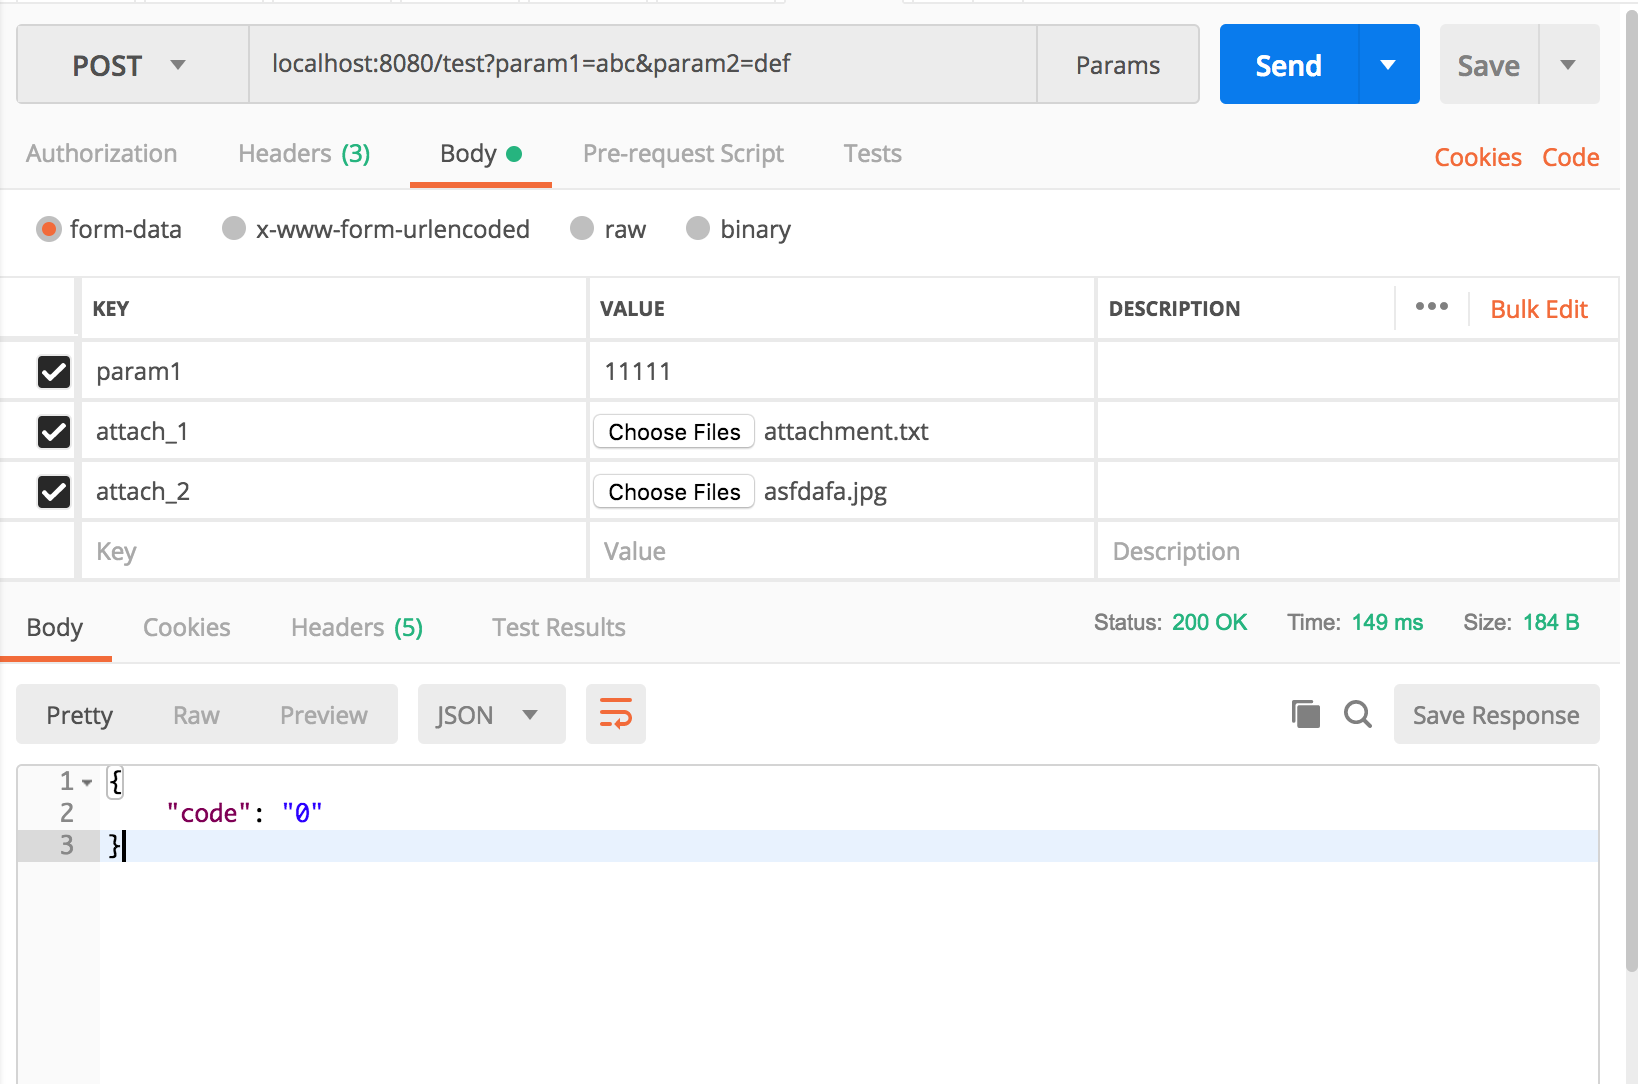 POST localhost:8080/test?param1=abc&param2=def Params Send Save
Authorization Headers (3) Body Pre-request Script Tests Cookies Code
form-data x-www-form-urlencoded raw binary
KEY VALUE DESCRIPTION ••• Bulk Edit
param1 11111
attach_1 Choose Files attachment.txt
attach_2 Choose Files asfdafa.jpg
Key Value Description
Body Cookies Headers (5) Test Results Status: 200 OK Time: 149 ms Size: 184 B
Pretty Raw Preview JSON Save Response
1 {
2 "code": "0"
3 }